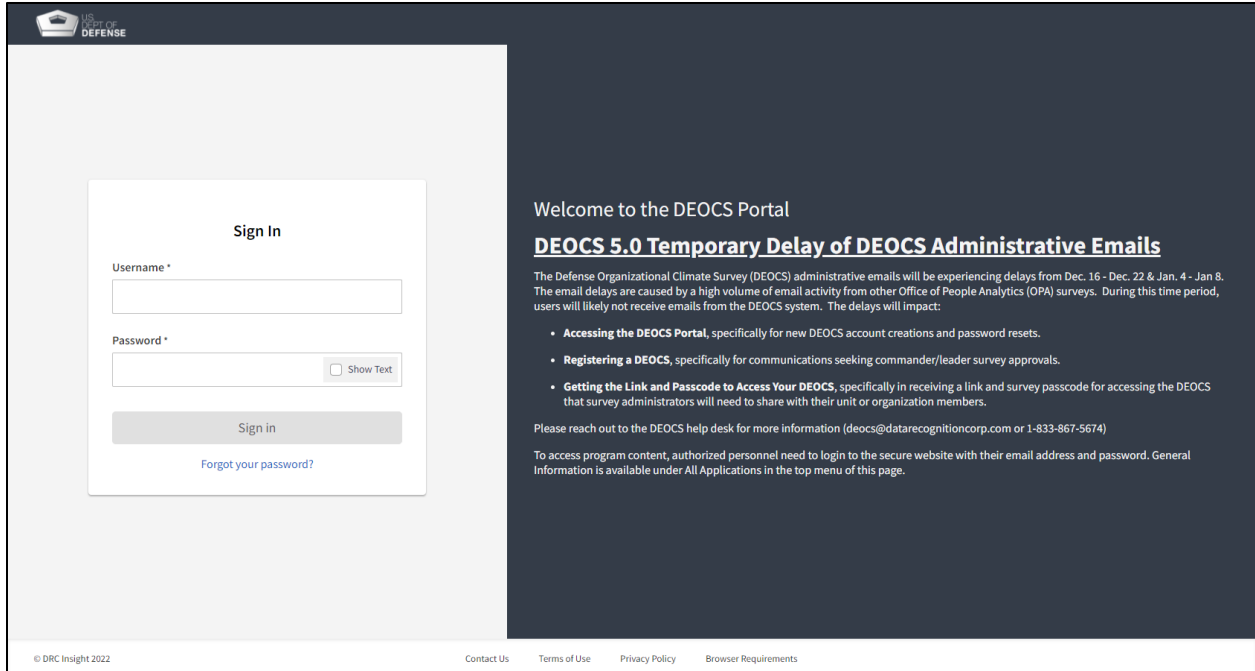 US
DEPT OF
DEFENSE
Sign In
Username *
Password *
Show Text
Sign in
Forgot your password?
Welcome to the DEOCS Portal
DEOCS 5.0 Temporary Delay of DEOCS Administrative Emails
The Defense Organizational Climate Survey (DEOCS) administrative emails will be experiencing delays from Dec. 16 - Dec. 22 & Jan. 4 - Jan 8.
The email delays are caused by a high volume of email activity from other Office of People Analytics (OPA) surveys. During this time period,
users will likely not receive emails from the DEOCS system. The delays will impact:
• Accessing the DEOCS Portal, specifically for new DEOCS account creations and password resets.
• Registering a DEOCS, specifically for communications seeking commander/leader survey approvals.
• Getting the Link and Passcode to Access Your DEOCS, specifically in receiving a link and survey passcode for accessing the DEOCS
that survey administrators will need to share with their unit or organization members.
Please reach out to the DEOCS help desk for more information (deocs@datarecognitioncorp.com or 1-833-867-5674)
To access program content, authorized personnel need to login to the secure website with their email address and password. General
Information is available under All Applications in the top menu of this page.
© DRC Insight 2022
Contact Us
Terms of Use
Privacy Policy
Browser Requirements